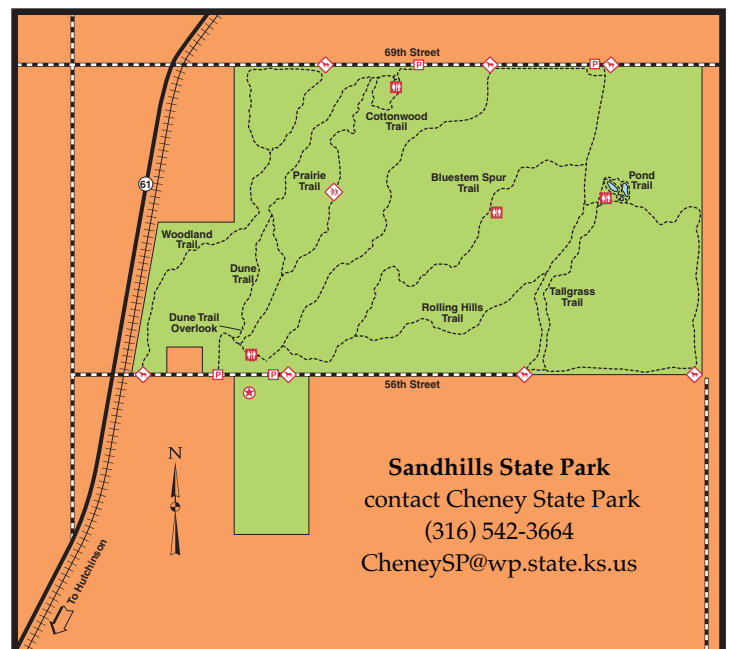 69th Street
P
P
Cottonwood
Trail
Prairie
Trail
Bluestem Spur
Trail
Pond
Trail
61
Woodland
Trail
Dune
Trail
Tallgrass
Trail
Rolling Hills
Trail
Dune Trail
Overlook
P
P
56th Street
N
Sandhills State Park
contact Cheney State Park
(316) 542-3664
CheneySP@wp.state.ks.us
To Hutchinson